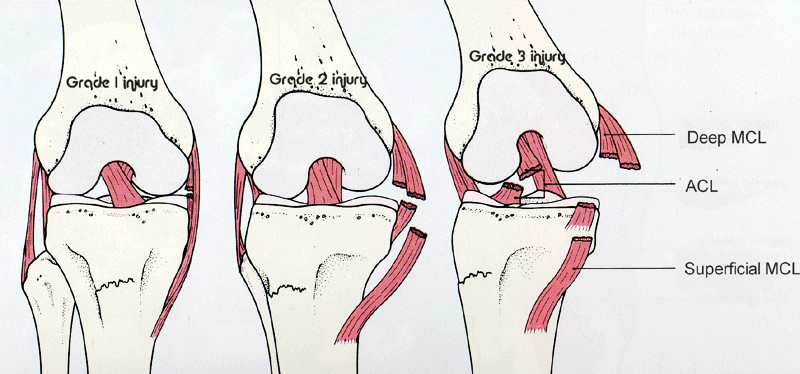 Grade 1 injury
Grade 2 injury
Grade 3 injury
Deep MCL
ACL
Superficial MCL